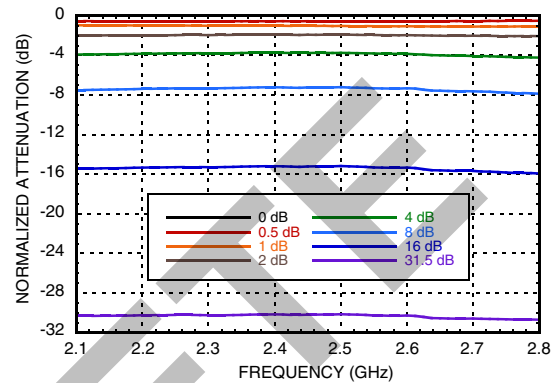 NORMALIZED ATTENUATION (dB)
0
-4
-8
-12
-16
-20
-24
-28
-32
0 dB
0.5 dB
1 dB
2 dB
4 dB
8 dB
16 dB
31.5 dB
2.1 2.2 2.3 2.4 2.5 2.6 2.7 2.8
FREQUENCY (GHz)
ETE